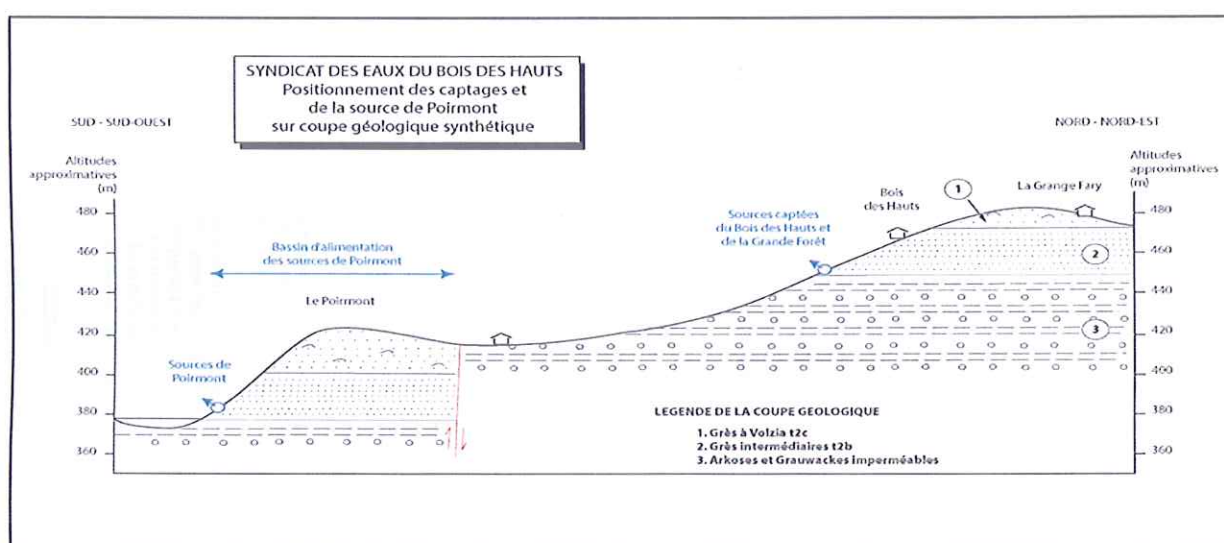 SYNDICAT DES EAUX DU BOIS DES HAUTS
Positionnement des captages et
de la source de Poirmont
sur coupe géologique synthétique
SUD - SUD-OUEST
NORD - NORD-EST
Altitudes
approximatives
(m)
480
460
440
420
400
380
360
Bassin d'alimentation
des sources de Poirmont
Le Poirmont
Sources de
Poirmont
Sources captées
du Bois des Hauts et
de la Grande Forêt
Bois
des Hauts
1
La Grange Fary
2
3
Altitudes
approximatives
(m)
480
460
440
420
400
380
360
LEGENDE DE LA COUPE GEOLOGIQUE
1. Grès à Volzia t2c
2. Grès intermédiaires t2b
3. Arkoses et Grauwackes imperméables